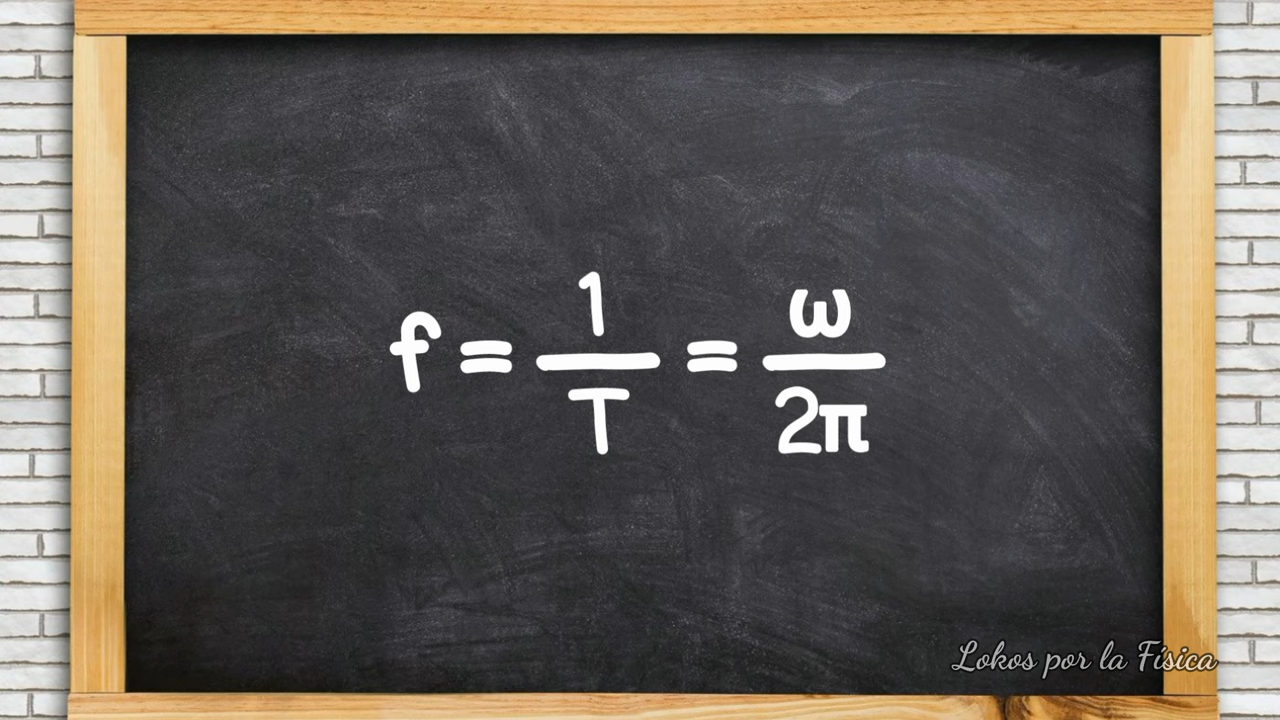 f = 1/T = ω/2π
Lokos por la Física